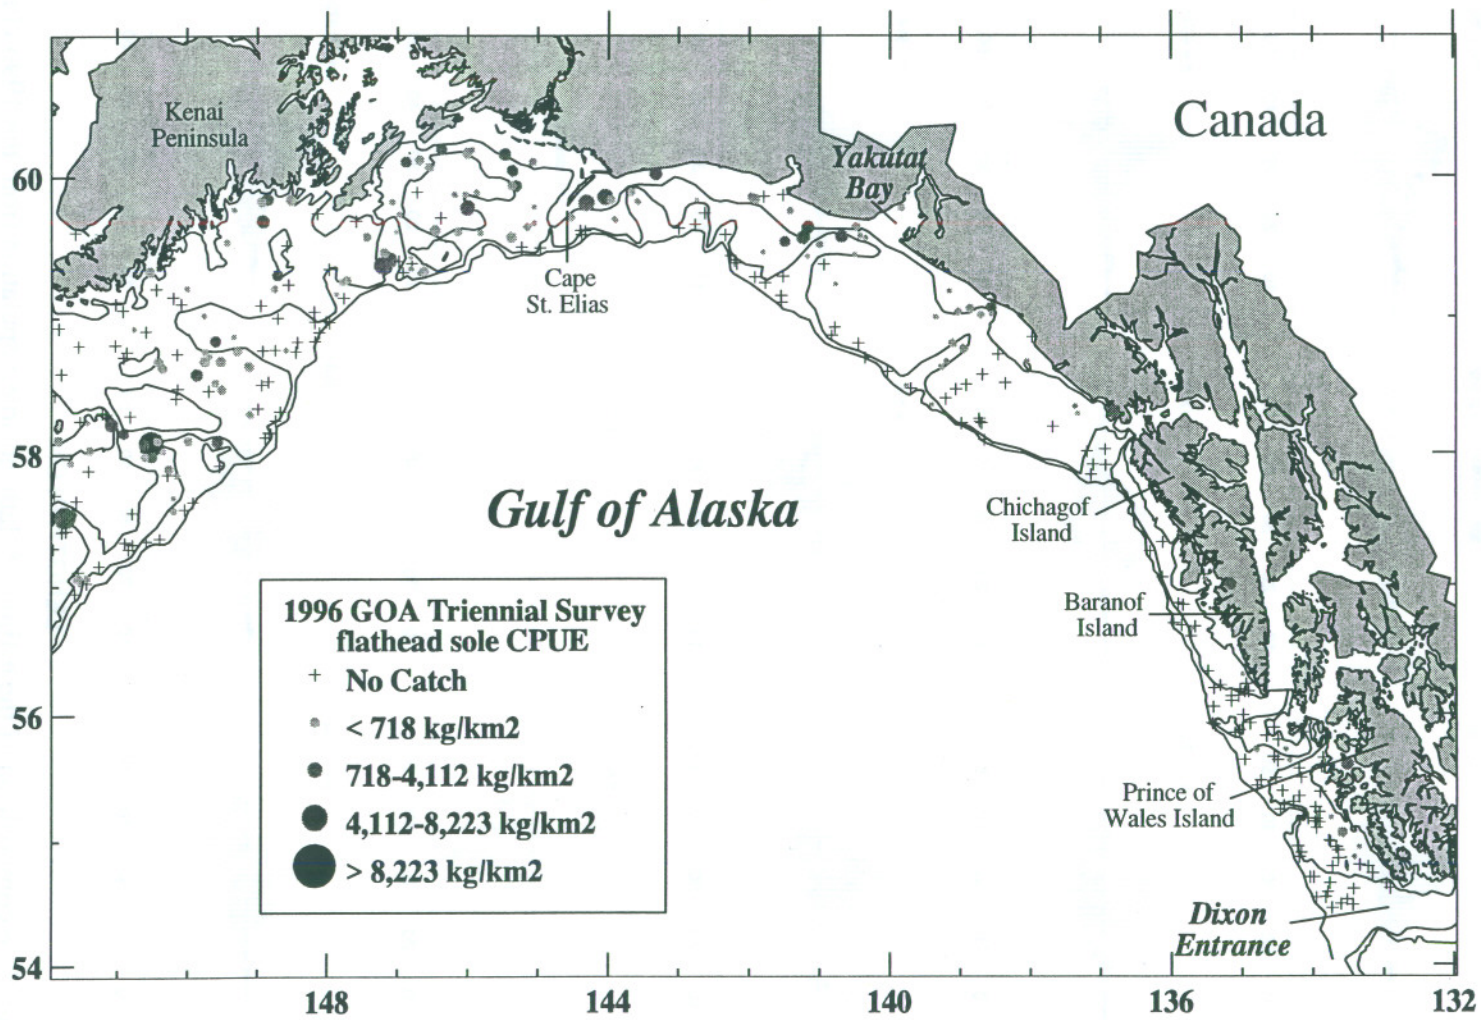 Kenai
Peninsula
Canada
Yakutat
Bay
60
Cape
St. Elias
58
Gulf of Alaska
Chichagof
Island
1996 GOA Triennial Survey
flathead sole CPUE
No Catch
< 718 kg/km2
718-4,112 kg/km2
4,112-8,223 kg/km2
> 8,223 kg/km2
Baranof
Island
56
Prince of
Wales Island
Dixon
Entrance
54
148
144
140
136
132